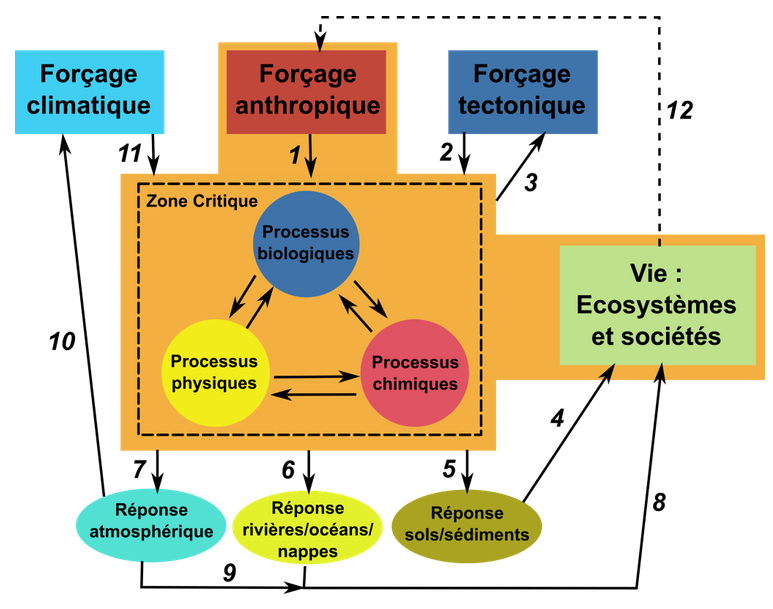 12
Forçage
climatique
Forçage
anthropique
Forçage
tectonique
11
1
2
3
Zone Critique
Processus
biologiques
Vie :
Ecosystèmes
et sociétés
10
Processus
physiques
Processus
chimiques
4
7
6
5
8
Réponse
atmosphérique
Réponse
rivières/océans/
nappes
Réponse
sols/sédiments
9